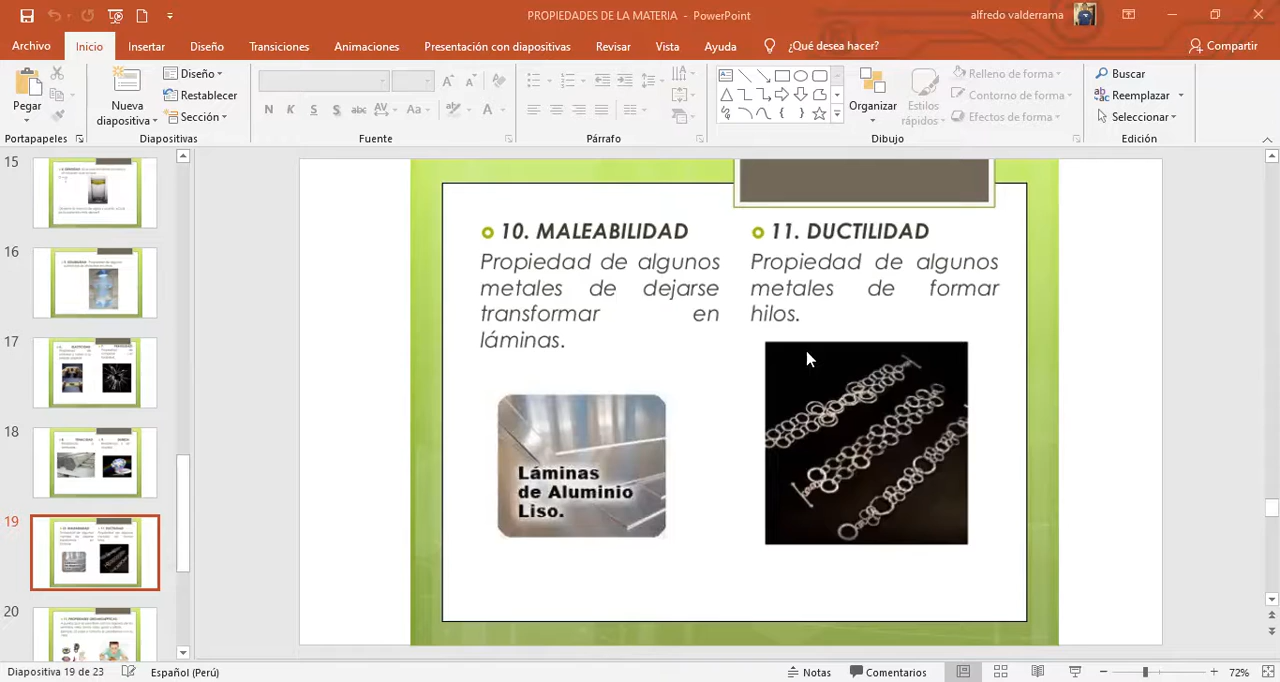 PROPIEDADES DE LA MATERIA - PowerPoint
alfredo valderrama
Archivo
Inicio
Insertar
Diseño
Transiciones
Animaciones
Presentación con diapositivas
Revisar
Vista
Ayuda
¿Qué desea hacer?
Compartir
Pegar
Portapapeles
Nueva
diapositiva
Diseño
Restablecer
Sección
Diapositivas
N K S S abc AV Aa A
Fuente
Párrafo
Organizar
Estilos
rápidos
Relleno de forma
Contorno de forma
Efectos de forma
Dibujo
Buscar
Reemplazar
Seleccionar
Edición
15
16
17
18
19
20
10. MALEABILIDAD
Propiedad de algunos
metales de dejarse
transformar en
láminas.
Láminas
de Aluminio
Liso.
11. DUCTILIDAD
Propiedad de algunos
metales de formar
hilos.
Diapositiva 19 de 23
Español (Perú)
Notas
Comentarios
72%